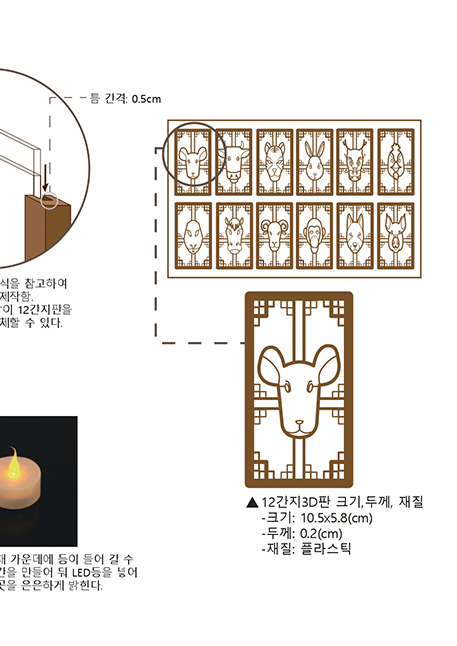 틈 간격: 0.5cm
식을 참고하여
제작함.
이 12간지판을
체할 수 있다.
▲12간지3D판 크기,두께, 재질
-크기: 10.5x5.8(cm)
-두께: 0.2(cm)
-재질: 플라스틱
가운데에 등이 들어 갈 수
간을 만들어 둬 LED등을 넣어
곳을 은은하게 밝힌다.